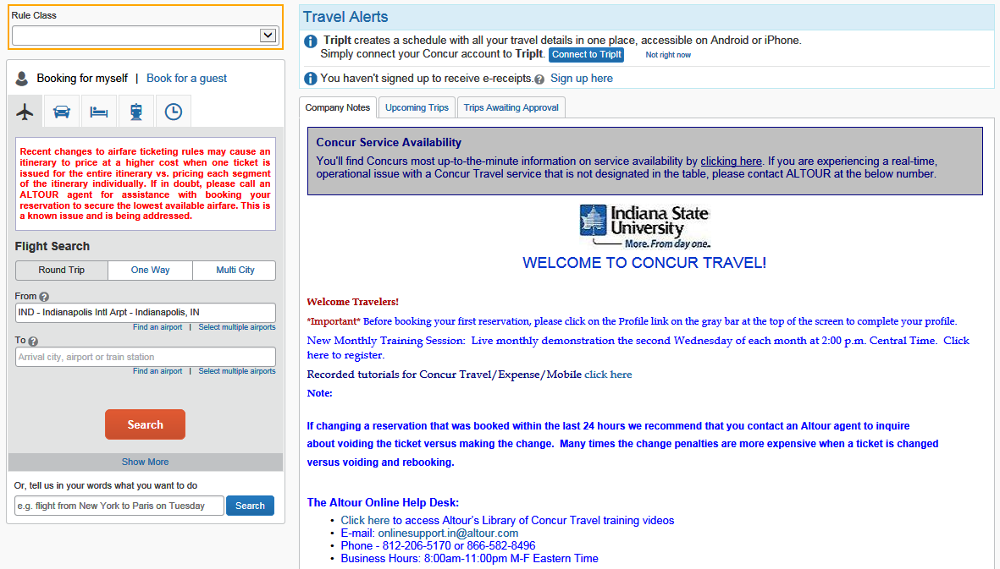 Rule Class
Booking for myself | Book for a guest
Recent changes to airfare ticketing rules may cause an
itinerary to price at a higher cost when one ticket is
issued for the entire itinerary vs. pricing each segment
of the itinerary individually. If in doubt, please call an
ALTOUR agent for assistance with booking your
reservation to secure the lowest available airfare. This is
a known issue and is being addressed.
Flight Search
Round Trip One Way Multi City
From ?
IND - Indianapolis Intl Arpt - Indianapolis, IN
Find an airport | Select multiple airports
To ?
Arrival city, airport or train station
Find an airport | Select multiple airports
Search
Show More
Or, tell us in your words what you want to do
e.g. flight from New York to Paris on Tuesday Search
Travel Alerts
TripIt creates a schedule with all your travel details in one place, accessible on Android or iPhone.
Simply connect your Concur account to TripIt. Connect to TripIt Not right now
You haven't signed up to receive e-receipts. ? Sign up here
Company Notes Upcoming Trips Trips Awaiting Approval
Concur Service Availability
You'll find Concurs most up-to-the-minute information on service availability by clicking here. If you are experiencing a real-time,
operational issue with a Concur Travel service that is not designated in the table, please contact ALTOUR at the below number.
Indiana State
University
More. From day one.
WELCOME TO CONCUR TRAVEL!
Welcome Travelers!
*Important* Before booking your first reservation, please click on the Profile link on the gray bar at the top of the screen to complete your profile.
New Monthly Training Session: Live monthly demonstration the second Wednesday of each month at 2:00 p.m. Central Time. Click
here to register.
Recorded tutorials for Concur Travel/Expense/Mobile click here
Note:
If changing a reservation that was booked within the last 24 hours we recommend that you contact an Altour agent to inquire
about voiding the ticket versus making the change. Many times the change penalties are more expensive when a ticket is changed
versus voiding and rebooking.
The Altour Online Help Desk:
• Click here to access Altour's Library of Concur Travel training videos
• E-mail: onlinesupport.in@altour.com
• Phone - 812-206-5170 or 866-582-8496
• Business Hours: 8:00am-11:00pm M-F Eastern Time